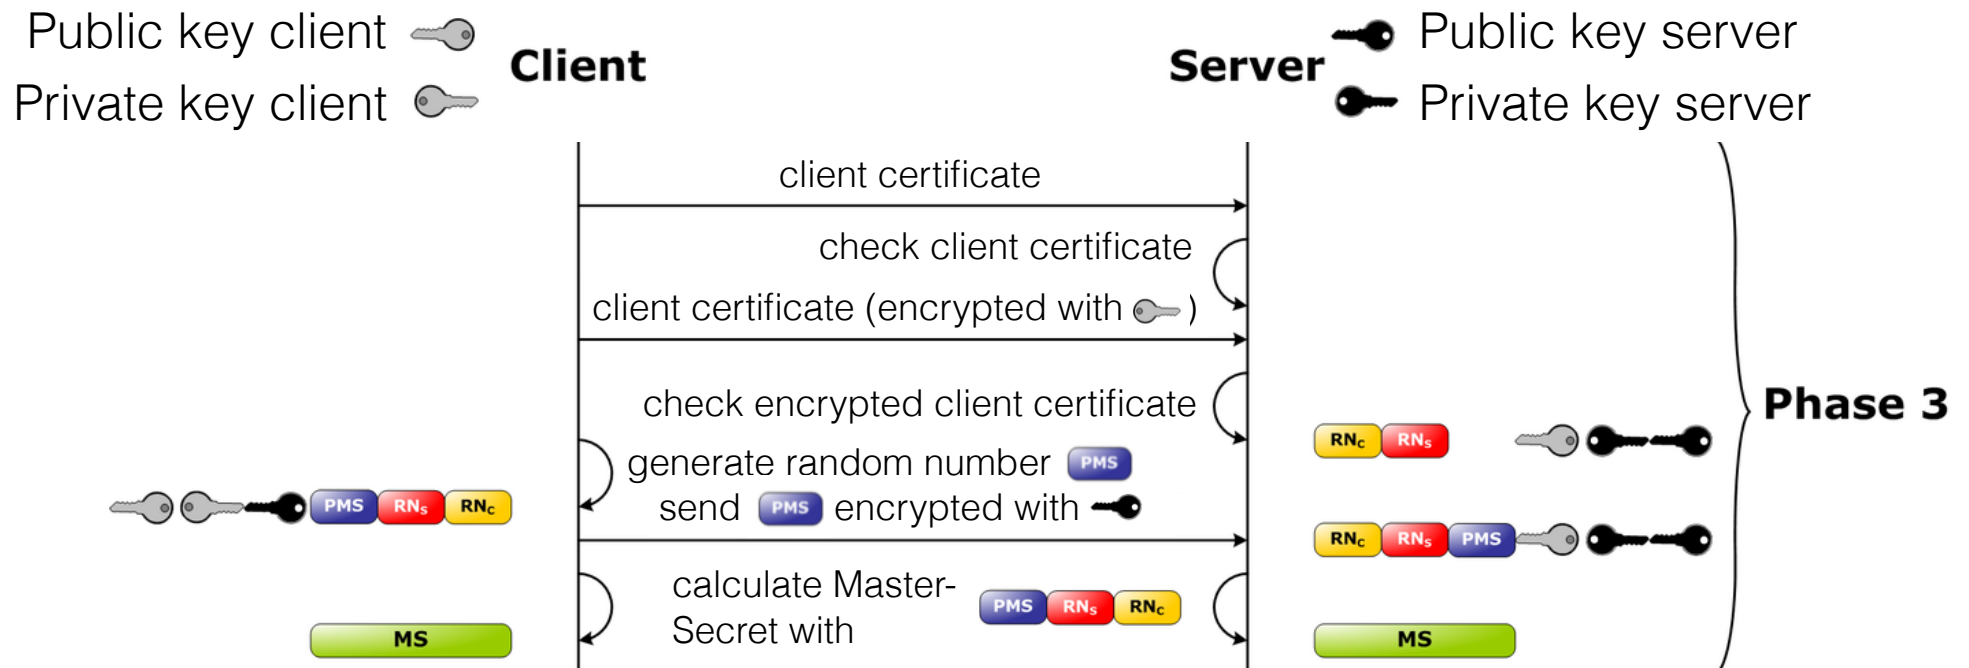 Public key client
Private key client
Client
Server
Public key server
Private key server
client certificate
check client certificate
client certificate (encrypted with )
check encrypted client certificate
RNC RNS
Phase 3
generate random number PMS
send PMS encrypted with
PMS RNS RNC
RNC RNS PMS
calculate Master-
Secret with
PMS RNS RNC
MS
MS